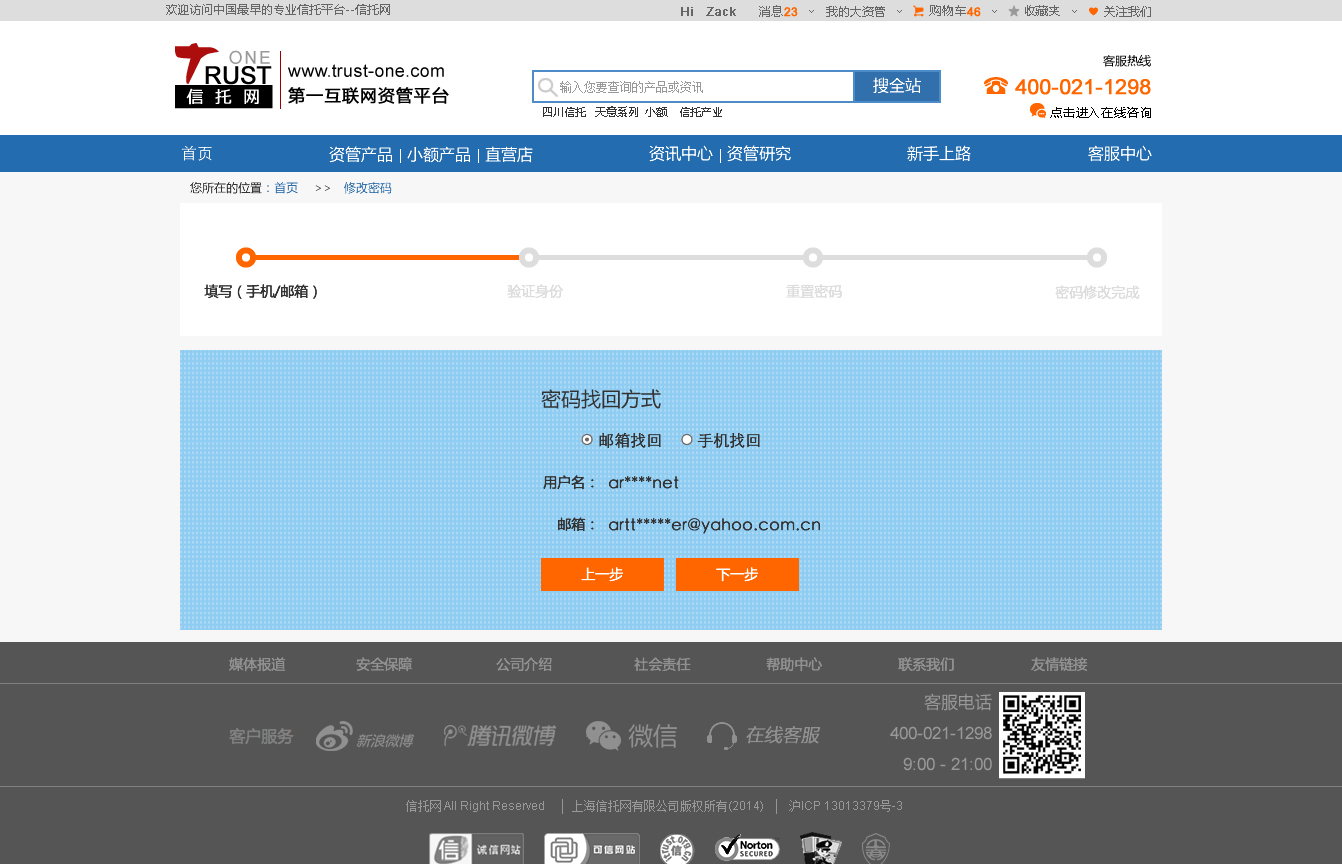 欢迎访问中国最早的专业信托平台--信托网
Hi Zack 消息23 我的大资管 购物车46 收藏夹 关注我们
ONE
TRUST
信托网
www.trust-one.com
第一互联网资管平台
输入您要查询的产品或资讯 搜全站
四川信托 天意系列 小额 信托产业
客服热线
400-021-1298
点击进入在线咨询
首页 资管产品 | 小额产品 | 直营店 资讯中心 | 资管研究 新手上路 客服中心
您所在的位置：首页 >> 修改密码
填写（手机/邮箱） 验证身份 重置密码 密码修改完成
密码找回方式
邮箱找回 手机找回
用户名： ar****net
邮箱： artt*****er@yahoo.com.cn
上一步 下一步
媒体报道 安全保障 公司介绍 社会责任 帮助中心 联系我们 友情链接
客户服务 新浪微博 腾讯微博 微信 在线客服
客服电话
400-021-1298
9:00 - 21:00
信托网All Right Reserved | 上海信托网有限公司版权所有(2014) | 沪ICP 13013379号-3
信 诚信网站 可信网站 信 Norton SECURED